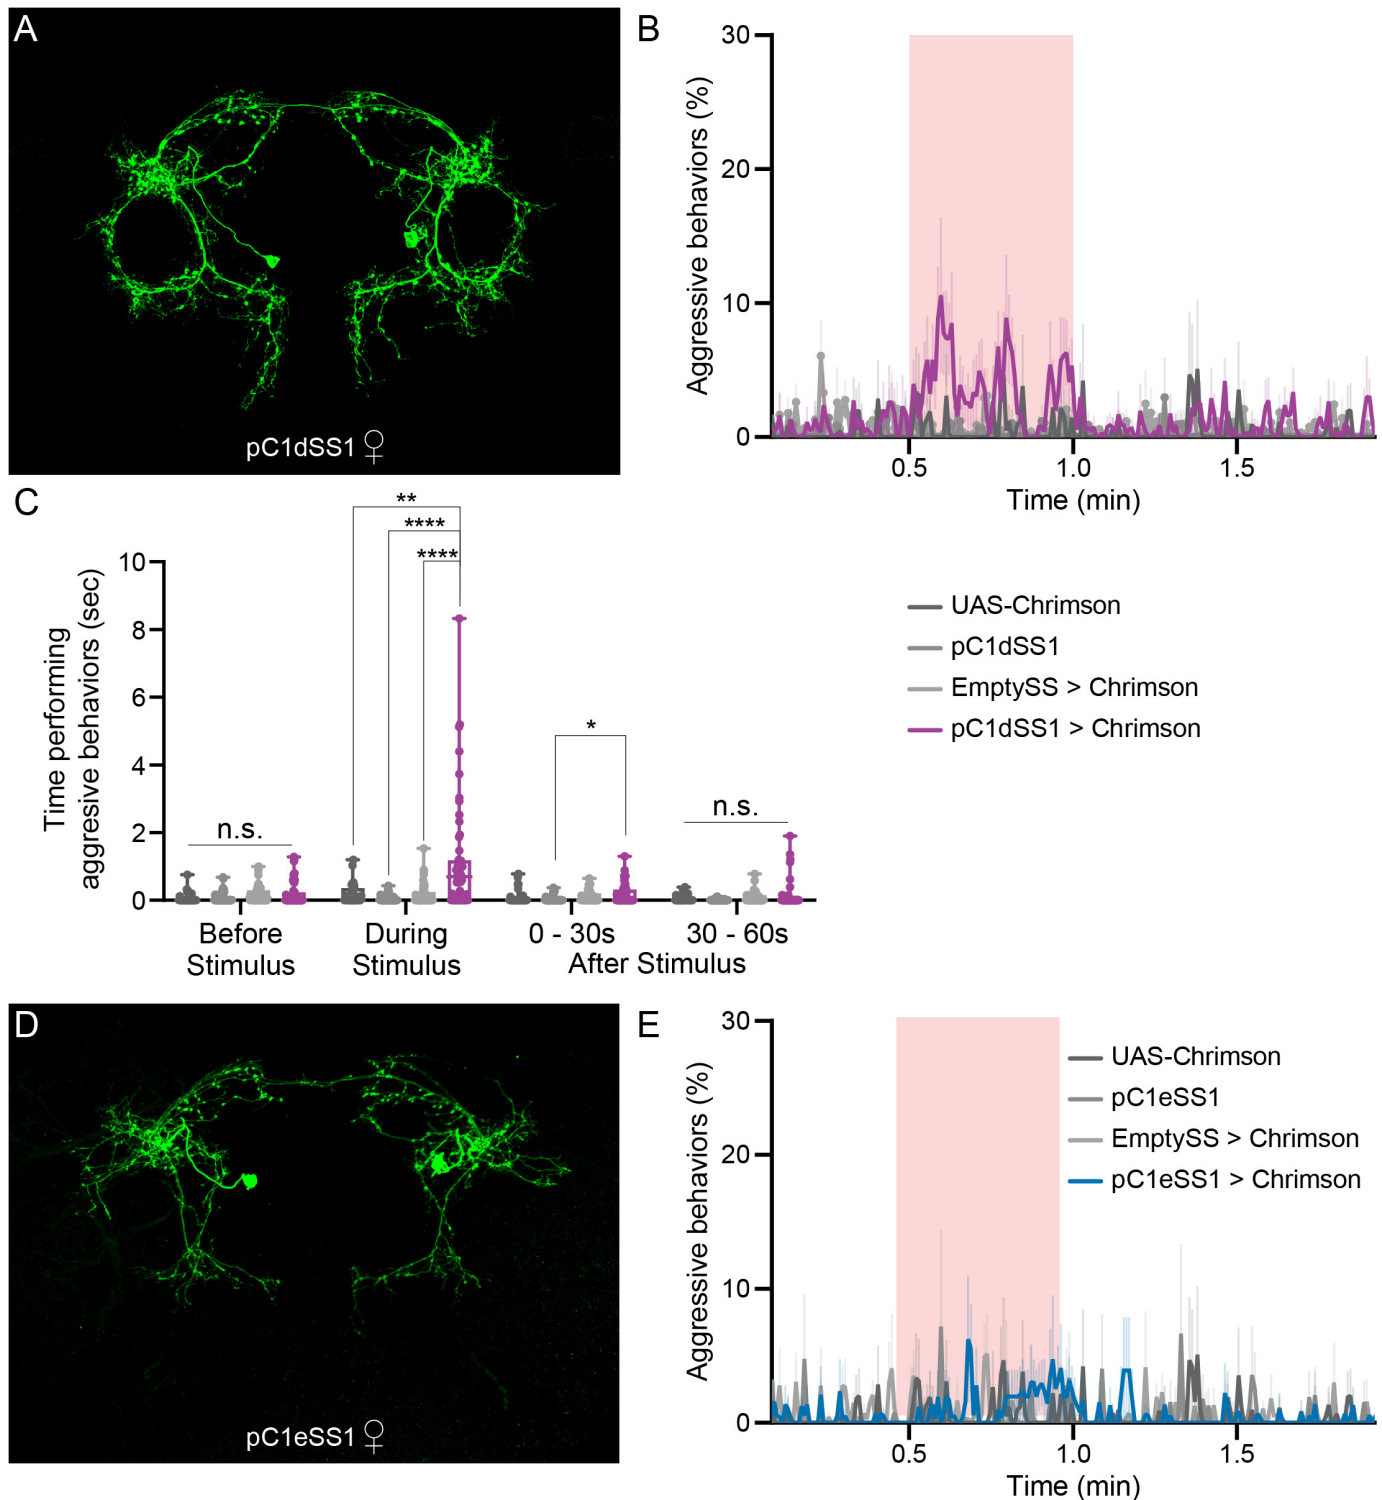 A
pC1dSS1 ♀
B
Aggressive behaviors (%)
30
20
10
0
0.5
1.0
1.5
Time (min)
C
Time performing
aggresive behaviors (sec)
10
8
6
4
2
0
**
****
****
n.s.
*
n.s.
Before
Stimulus
During
Stimulus
0 - 30s
30 - 60s
After Stimulus
UAS-Chrimson
pC1dSS1
EmptySS > Chrimson
pC1dSS1 > Chrimson
D
pC1eSS1 ♀
E
Aggressive behaviors (%)
30
20
10
0
0.5
1.0
1.5
Time (min)
UAS-Chrimson
pC1eSS1
EmptySS > Chrimson
pC1eSS1 > Chrimson